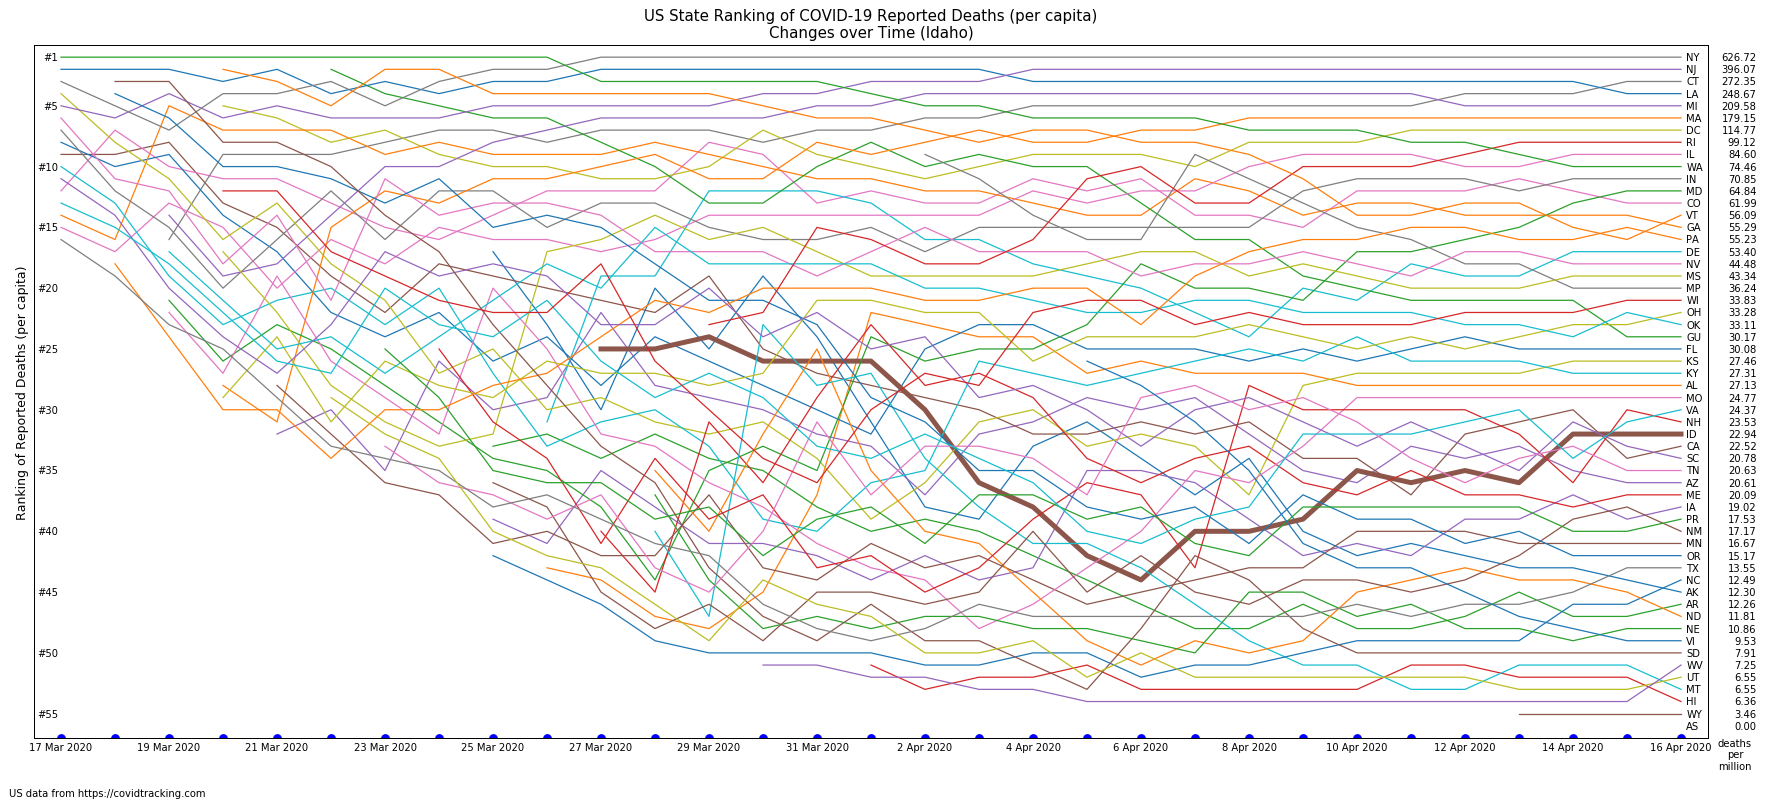 US State Ranking of COVID-19 Reported Deaths (per capita)
Changes over Time (Idaho)
Ranking of Reported Deaths (per capita)
#1
#5
#10
#15
#20
#25
#30
#35
#40
#45
#50
#55
NY 626.72
NJ 396.07
CT 272.35
LA 248.67
MI 209.58
MA 179.15
DC 114.77
RI 99.12
IL 84.60
WA 74.46
IN 70.85
MD 64.84
CO 61.99
VT 56.09
GA 55.29
PA 55.23
DE 53.40
NV 44.48
MS 43.34
MP 36.24
WI 33.83
OH 33.28
OK 33.11
GU 30.17
FL 30.08
KS 27.46
KY 27.31
AL 27.13
MO 24.77
VA 24.37
NH 23.53
ID 22.94
CA 22.52
SC 20.78
TN 20.63
AZ 20.61
ME 20.09
IA 19.02
PR 17.53
NM 17.17
MN 16.67
OR 15.17
TX 13.55
NC 12.49
AK 12.30
AR 12.26
ND 11.81
NE 10.86
VI 9.53
SD 7.91
WV 7.25
UT 6.55
MT 6.55
HI 6.36
WY 3.46
AS 0.00
17 Mar 2020 19 Mar 2020 21 Mar 2020 23 Mar 2020 25 Mar 2020 27 Mar 2020 29 Mar 2020 31 Mar 2020 2 Apr 2020 4 Apr 2020 6 Apr 2020 8 Apr 2020 10 Apr 2020 12 Apr 2020 14 Apr 2020 16 Apr 2020
deaths
per
million
US data from https://covidtracking.com